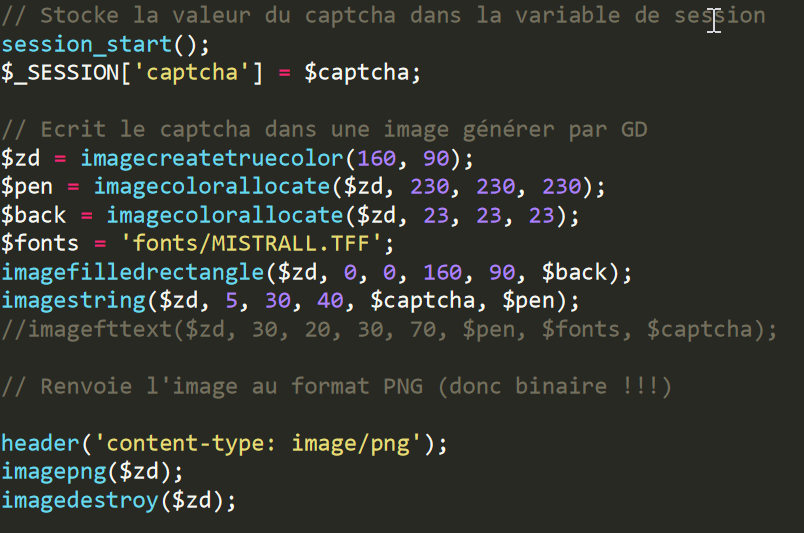 // Stocke la valeur du captcha dans la variable de session
session_start();
$_SESSION['captcha'] = $captcha;
// Ecrit le captcha dans une image générer par GD
$zd = imagecreatetruecolor(160, 90);
$pen = imagecolorallocate($zd, 230, 230, 230);
$back = imagecolorallocate($zd, 23, 23, 23);
$fonts = 'fonts/MISTRALL.TFF';
imagefilledrectangle($zd, 0, 0, 160, 90, $back);
imagestring($zd, 5, 30, 40, $captcha, $pen);
//imagefttext($zd, 30, 20, 30, 70, $pen, $fonts, $captcha);
// Renvoie l'image au format PNG (donc binaire !!!)
header('content-type: image/png');
imagepng($zd);
imagedestroy($zd);